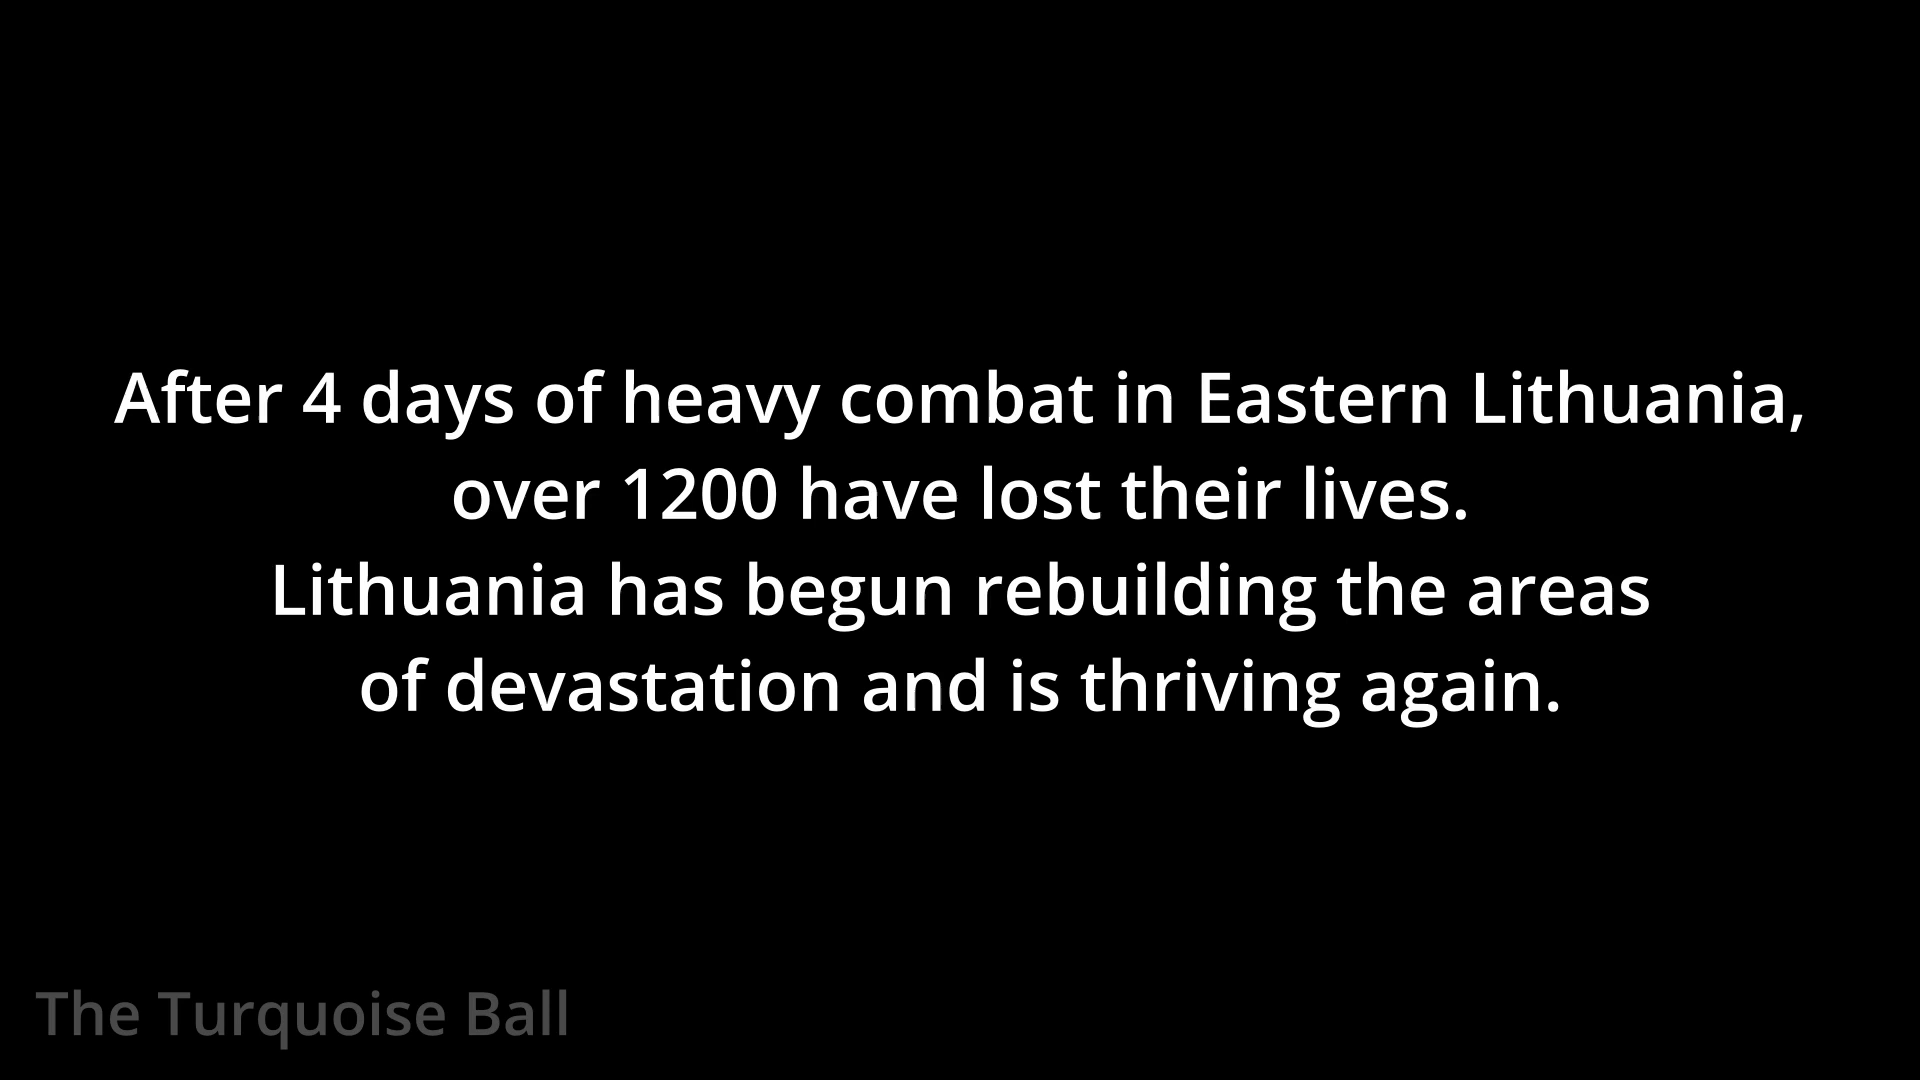 After 4 days of heavy combat in Eastern Lithuania,
over 1200 have lost their lives.
Lithuania has begun rebuilding the areas
of devastation and is thriving again.
The Turquoise Ball